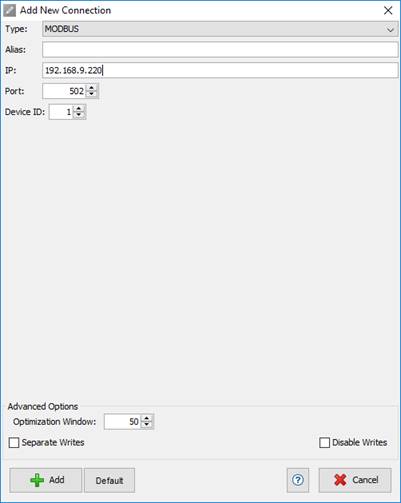 Add New Connection
Type: MODBUS
Alias:
IP: 192.168.9.220
Port: 502
Device ID: 1
Advanced Options
Optimization Window: 50
Separate Writes Disable Writes
Add Default ? Cancel